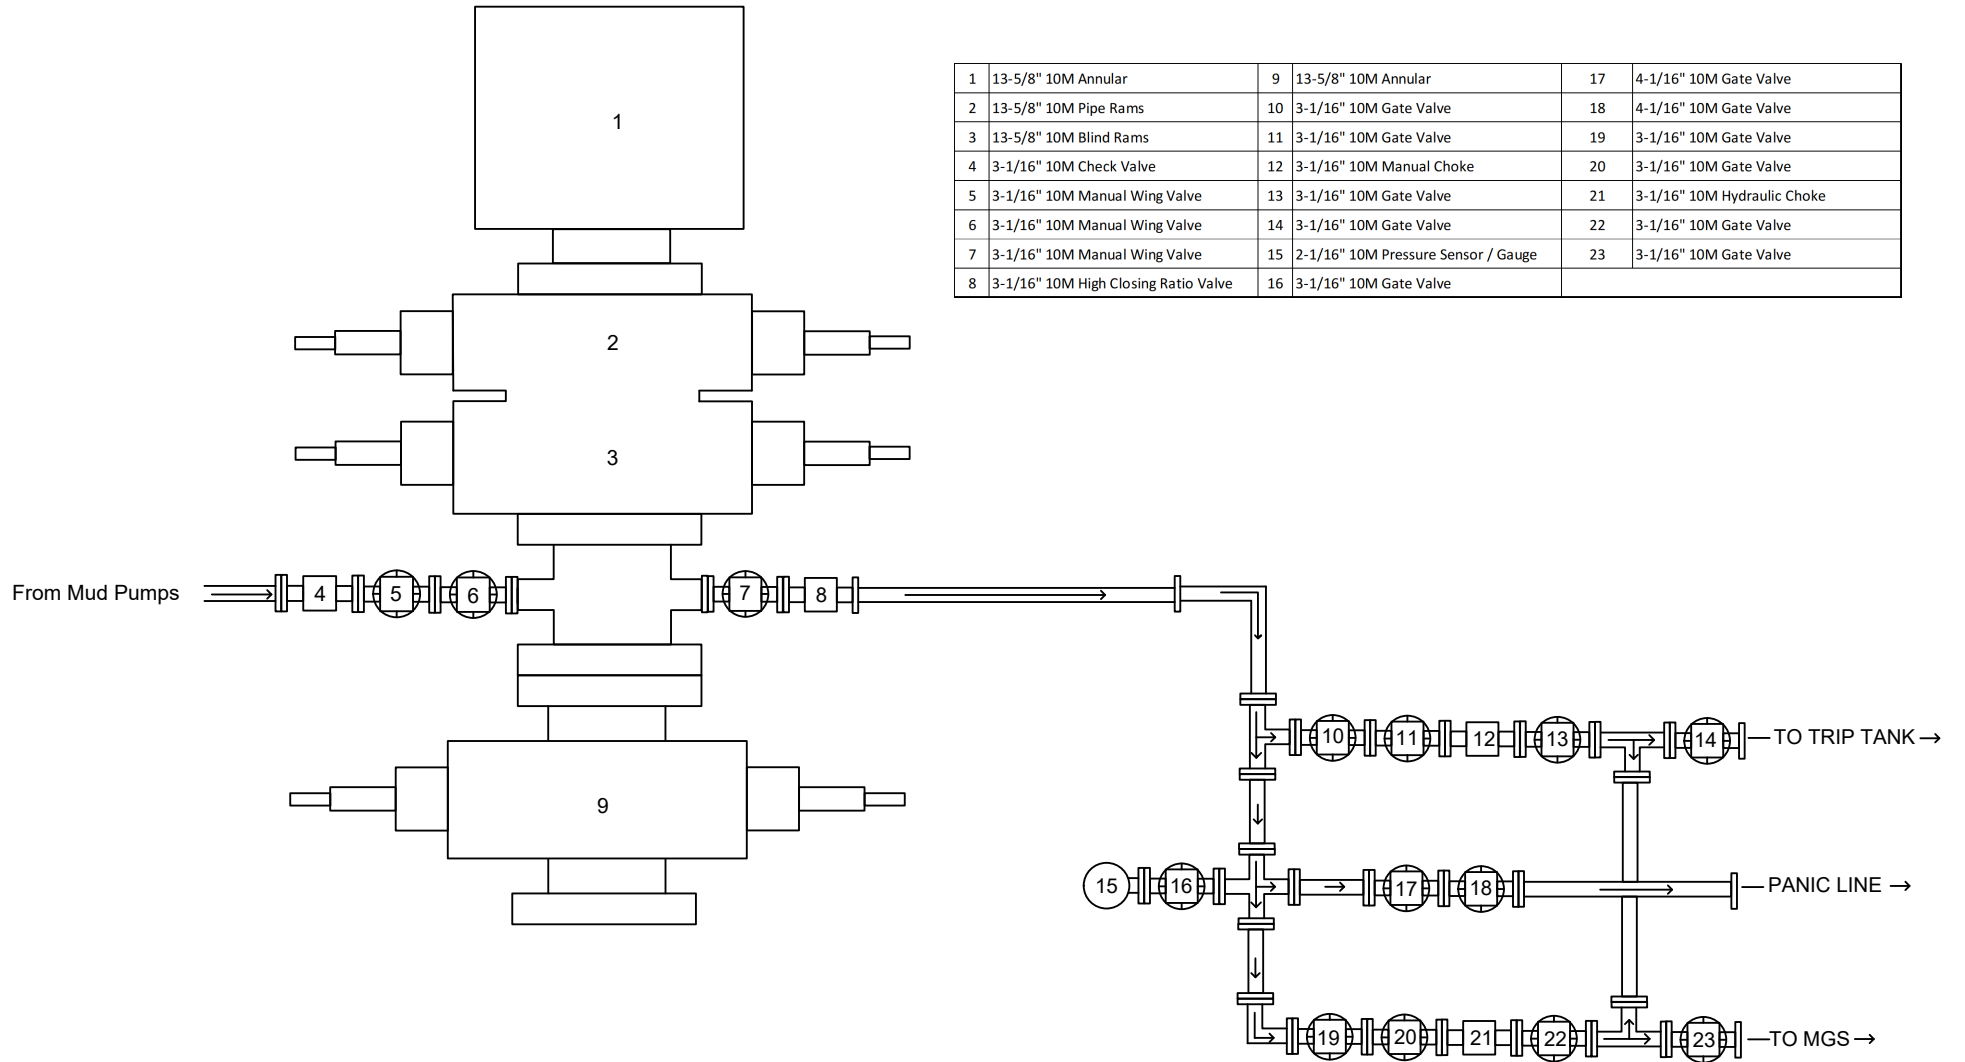 1 13-5/8" 10M Annular 9 13-5/8" 10M Annular 17 4-1/16" 10M Gate Valve
2 13-5/8" 10M Pipe Rams 10 3-1/16" 10M Gate Valve 18 4-1/16" 10M Gate Valve
3 13-5/8" 10M Blind Rams 11 3-1/16" 10M Gate Valve 19 3-1/16" 10M Gate Valve
4 3-1/16" 10M Check Valve 12 3-1/16" 10M Manual Choke 20 3-1/16" 10M Gate Valve
5 3-1/16" 10M Manual Wing Valve 13 3-1/16" 10M Gate Valve 21 3-1/16" 10M Hydraulic Choke
6 3-1/16" 10M Manual Wing Valve 14 3-1/16" 10M Gate Valve 22 3-1/16" 10M Gate Valve
7 3-1/16" 10M Manual Wing Valve 15 2-1/16" 10M Pressure Sensor / Gauge 23 3-1/16" 10M Gate Valve
8 3-1/16" 10M High Closing Ratio Valve 16 3-1/16" 10M Gate Valve
1
2
3
From Mud Pumps 4 5 6 7 8
9
10 11 12 13 14 TO TRIP TANK
15 16 17 18 PANIC LINE
19 20 21 22 23 TO MGS